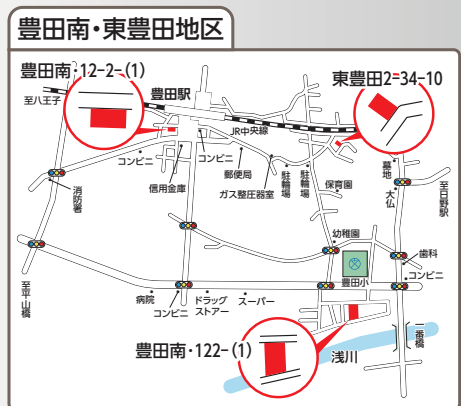 豊田南・東豊田地区
豊田南・12-2-(1)
豊田駅
東豊田2-34-10
至八王子
JR中央線
コンビニ
信用金庫
コンビニ
郵便局
ガス整圧器室
駐輪場
駐輪場
保育園
墓地
大仏
至日野駅
消防署
幼稚園
豊田小
歯科
コンビニ
至平山橋
病院
コンビニ
ドラッグ
ストアー
スーパー
豊田南・122-(1)
浅川
一番橋